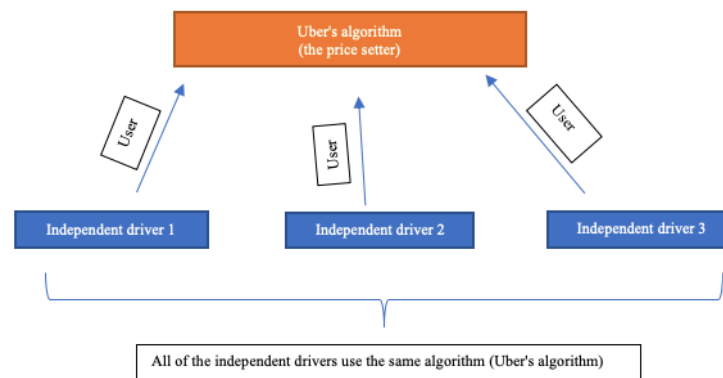 Uber's algorithm
(the price setter)
User
User
User
Independent driver 1
Independent driver 2
Independent driver 3
All of the independent drivers use the same algorithm (Uber's algorithm)